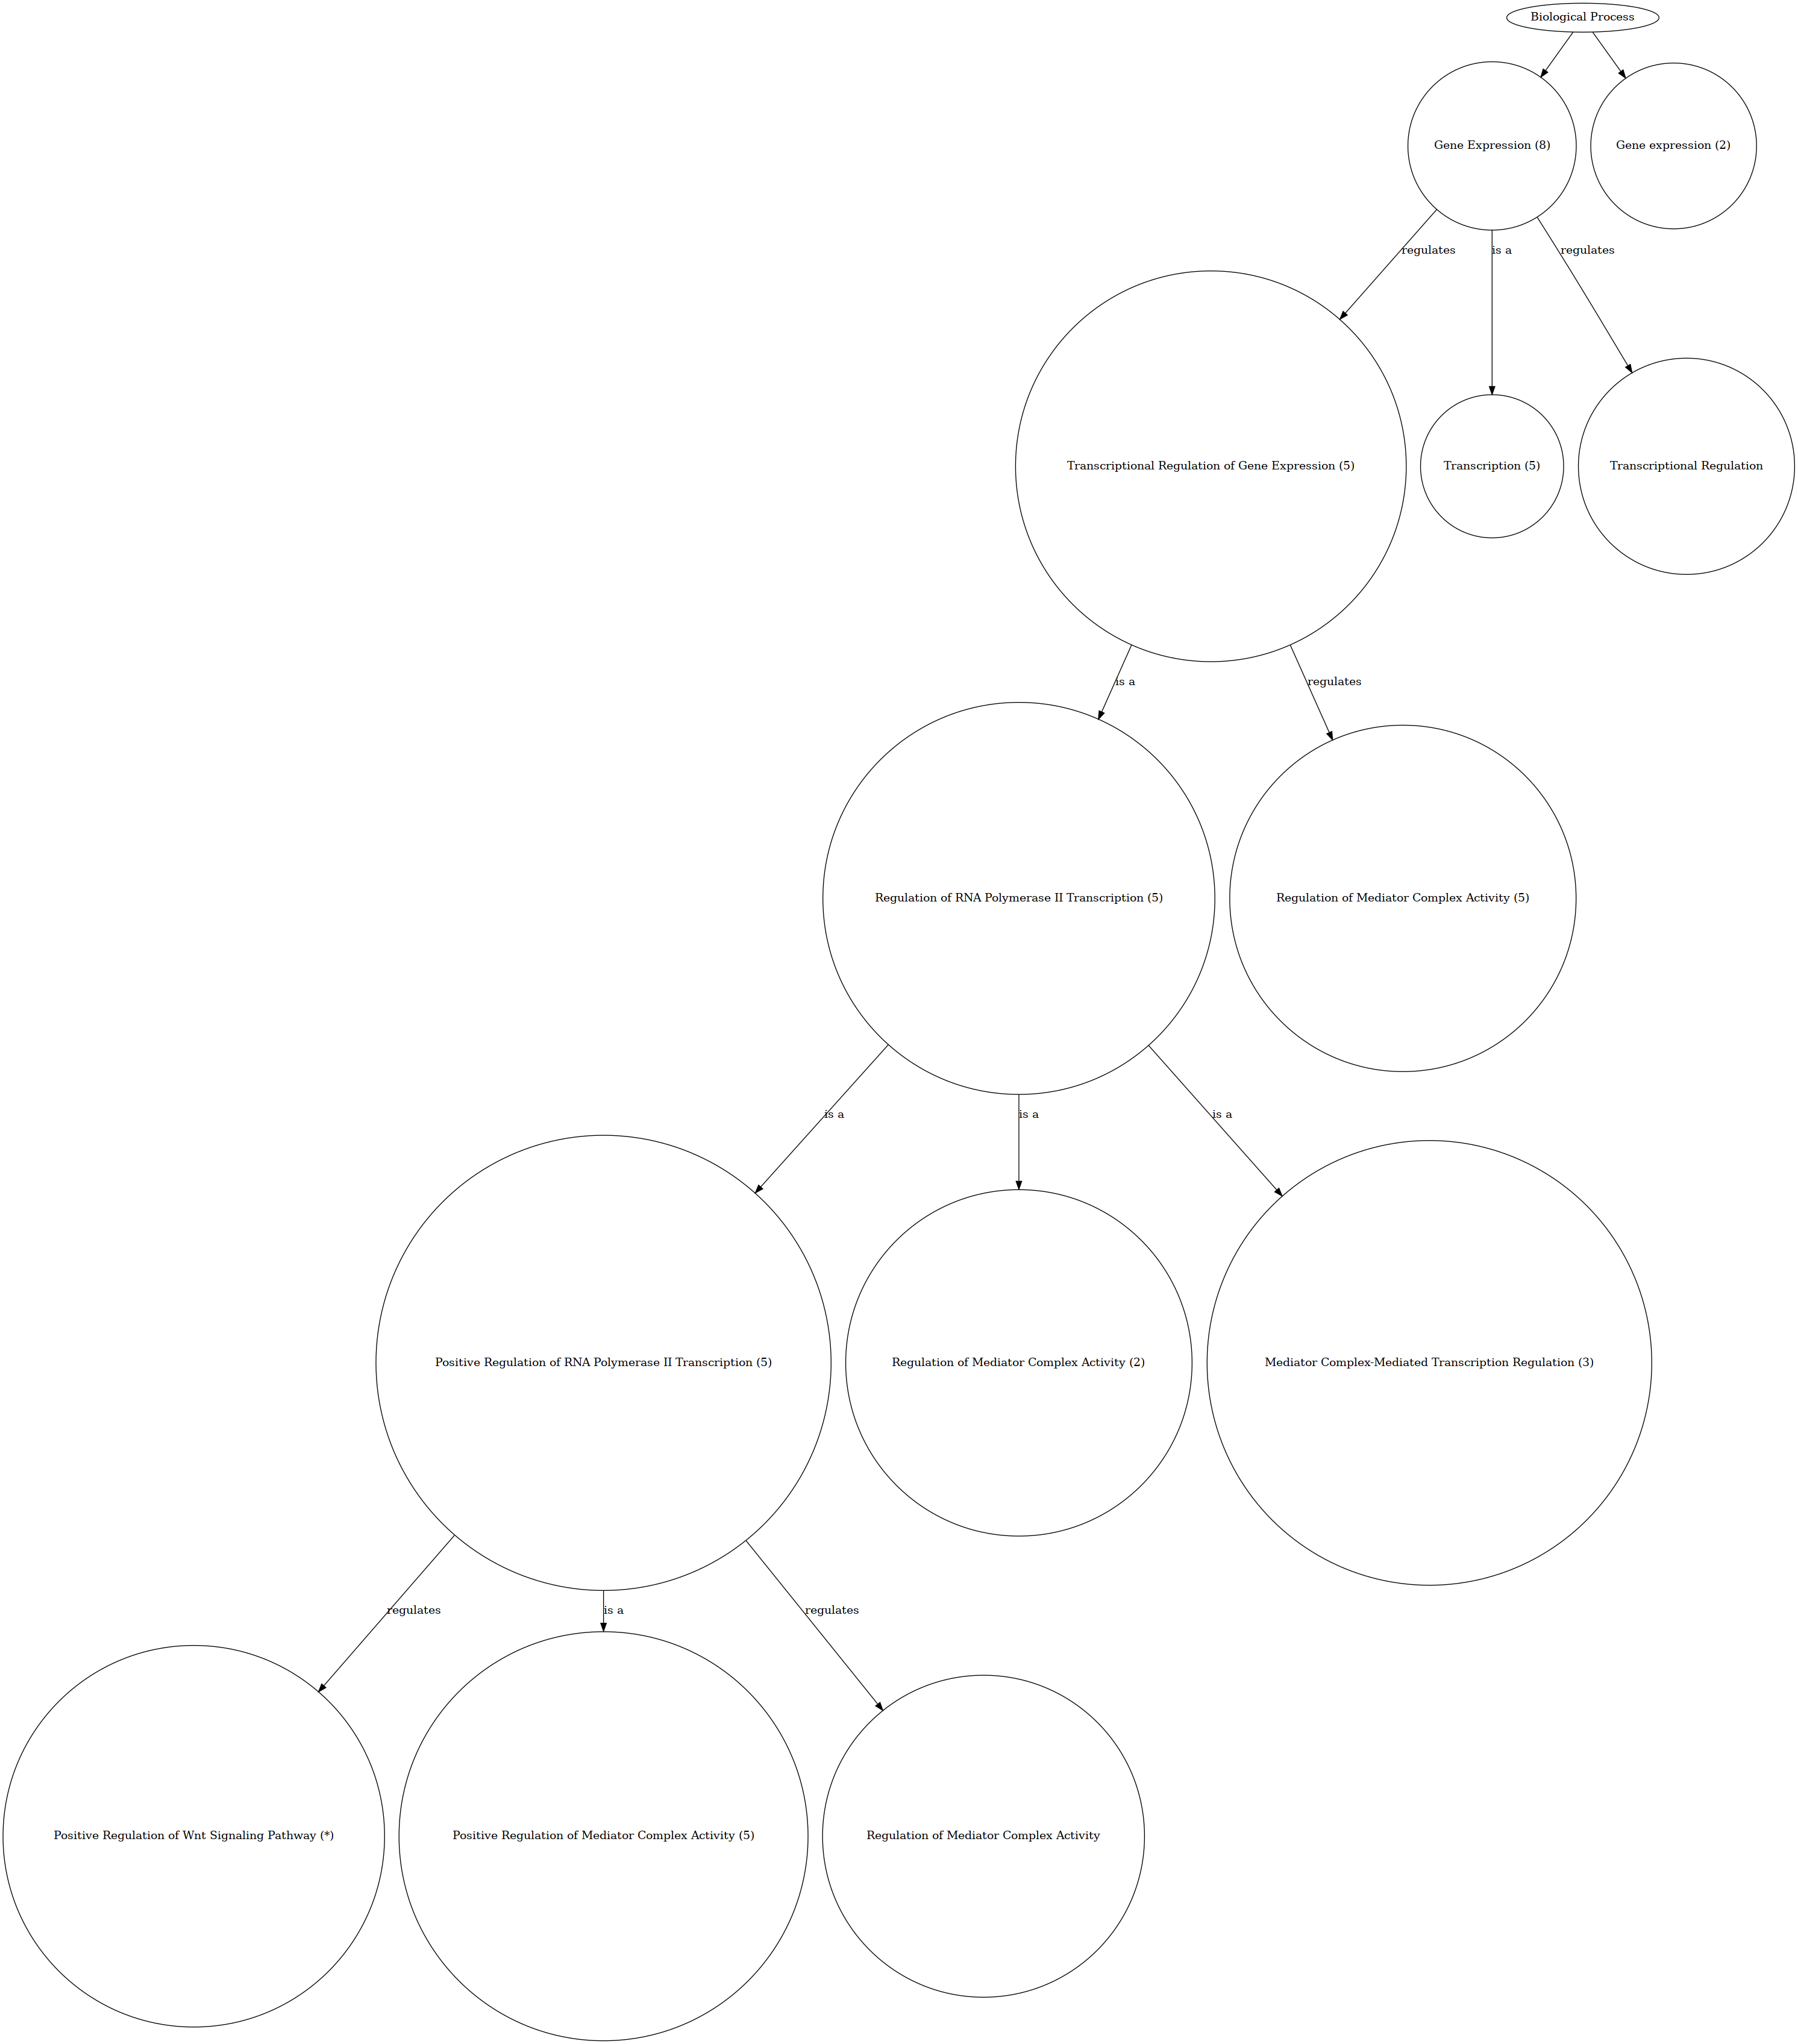 Biological Process
Gene Expression (8)
Gene expression (2)
regulates
is a
regulates
Transcriptional Regulation of Gene Expression (5)
Transcription (5)
Transcriptional Regulation
is a
regulates
Regulation of RNA Polymerase II Transcription (5)
Regulation of Mediator Complex Activity (5)
is a
is a
is a
Positive Regulation of RNA Polymerase II Transcription (5)
Regulation of Mediator Complex Activity (2)
Mediator Complex-Mediated Transcription Regulation (3)
regulates
is a
regulates
Positive Regulation of Wnt Signaling Pathway (*)
Positive Regulation of Mediator Complex Activity (5)
Regulation of Mediator Complex Activity